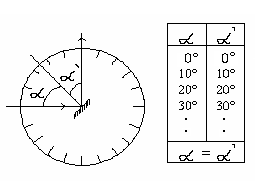 α α'
α α'
0° 0°
10° 10°
20° 20°
30° 30°
. .
. .
α = α'